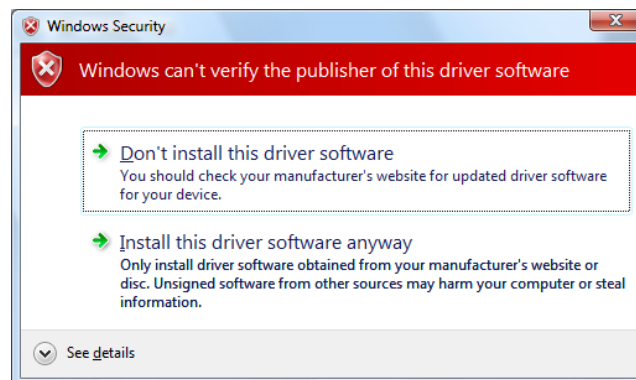 Windows Security
Windows can't verify the publisher of this driver software
Don't install this driver software
You should check your manufacturer's website for updated driver software
for your device.
Install this driver software anyway
Only install driver software obtained from your manufacturer's website or
disc. Unsigned software from other sources may harm your computer or steal
information.
See details